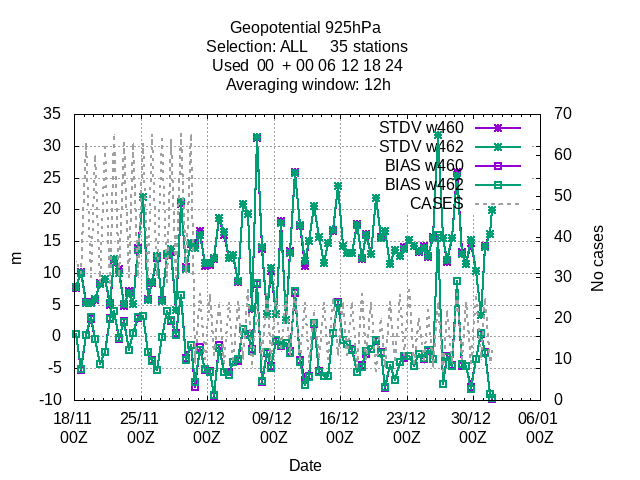 Geopotential 925hPa
Selection: ALL     35 stations
Used  00  + 00 06 12 18 24
Averaging window: 12h
35
30
25
20
15
10
5
0
-5
-10
m
70
60
50
40
30
20
10
0
No cases
STDV w460
STDV w462
BIAS w460
BIAS w462
CASES
18/11 25/11 02/12 09/12 16/12 23/12 30/12 06/01
00Z 00Z 00Z 00Z 00Z 00Z 00Z 00Z
Date